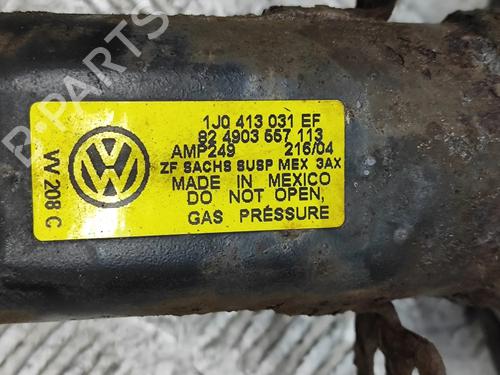 B-PARTS
1J0 413 031 EF
82 4903 557 113
AMP249 216/04
ZF SACHS SUSP MEX 3AX
MADE IN MEXICO
DO NOT OPEN,
GAS PRESSURE
VW 208 C